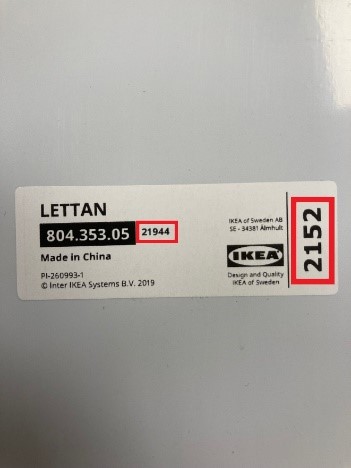 LETTAN
804.353.05 21944
Made in China
PI-260993-1
© Inter IKEA Systems B.V. 2019
IKEA of Sweden AB
SE - 34381 Älmhult
IKEA
Design and Quality
IKEA of Sweden
2152